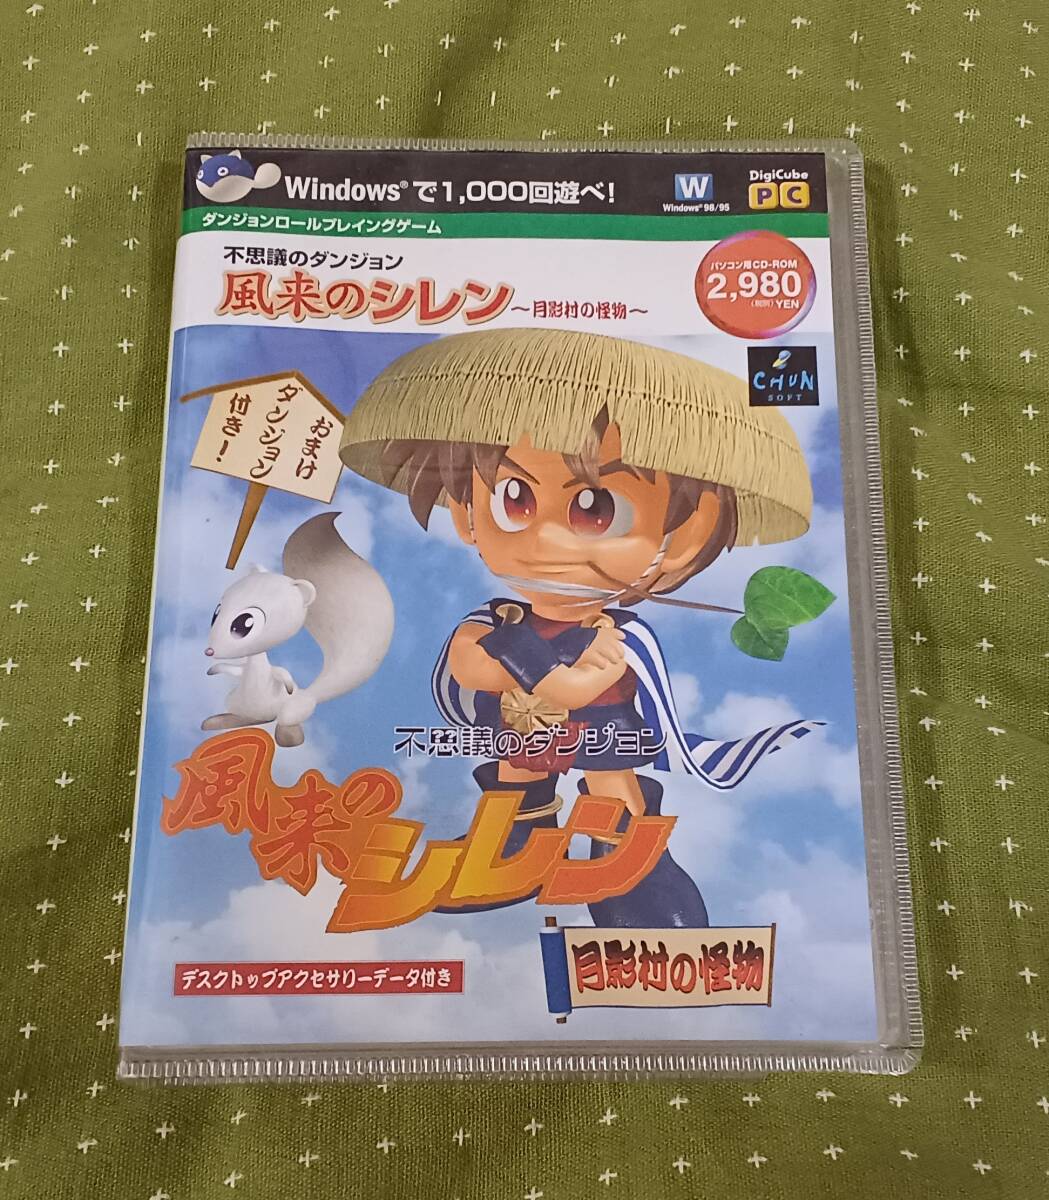 Windows®で1,000回遊べ!
W
Windows® 98/95
DigiCube
PC
ダンジョンロールプレイングゲーム
不思議のダンジョン
風来のシレン～月影村の怪物～
パソコン用CD-ROM
2,980
(税別) YEN
CHUN
SOFT
おまけ
ダンジョン
付き!
不思議のダンジョン
風来のシレン
月影村の怪物
デスクトップアクセサリーデータ付き